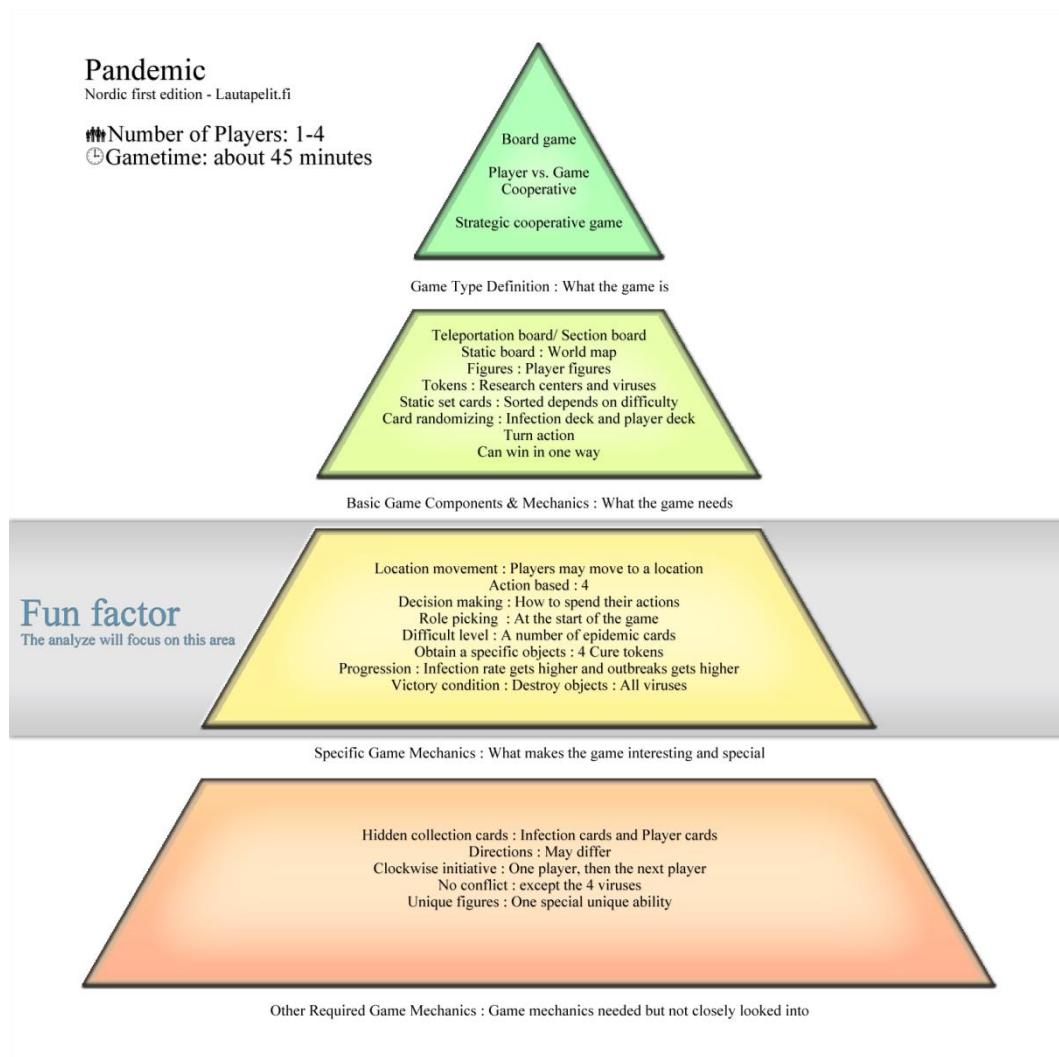 Pandemic
Nordic first edition - Lautapelit.fi
Number of Players: 1-4
Gametime: about 45 minutes
Board game
Player vs. Game
Cooperative
Strategic cooperative game
Game Type Definition : What the game is
Teleportation board/ Section board
Static board : World map
Figures : Player figures
Tokens : Research centers and viruses
Static set cards : Sorted depends on difficulty
Card randomizing : Infection deck and player deck
Turn action
Can win in one way
Basic Game Components & Mechanics : What the game needs
Fun factor
The analyze will focus on this area
Location movement : Players may move to a location
Action based : 4
Decision making : How to spend their actions
Role picking : At the start of the game
Difficult level : A number of epidemic cards
Obtain a specific objects : 4 Cure tokens
Progression : Infection rate gets higher and outbreaks gets higher
Victory condition : Destroy objects : All viruses
Specific Game Mechanics : What makes the game interesting and special
Hidden collection cards : Infection cards and Player cards
Directions : May differ
Clockwise initiative : One player, then the next player
No conflict : except the 4 viruses
Unique figures : One special unique ability
Other Required Game Mechanics : Game mechanics needed but not closely looked into